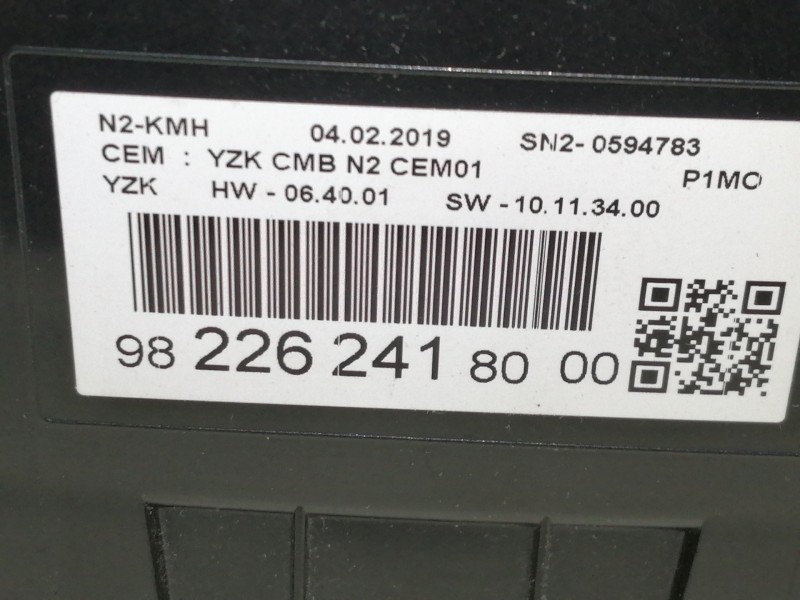 N2-KMH 04.02.2019 SN2- 0594783
CEM : YZK CMB N2 CEM01 P1MO
YZK HW - 06.40.01 SW - 10.11.34.00
98 226 241 80 00